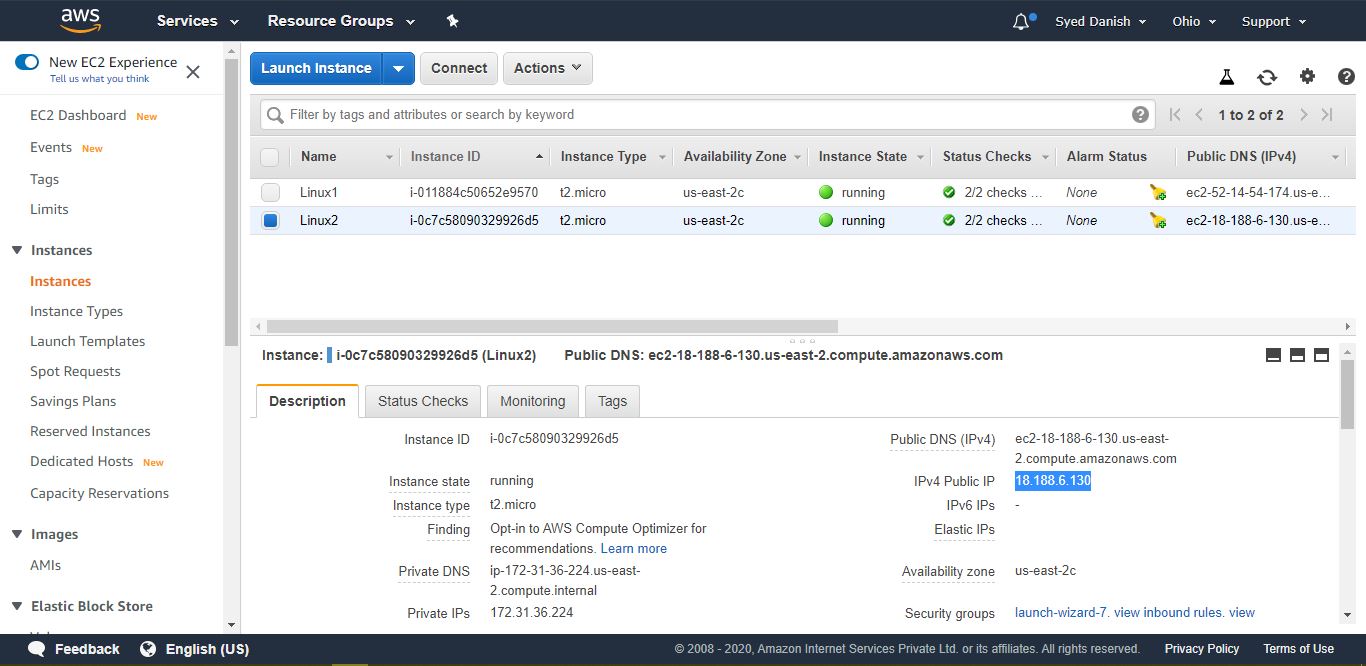 aws Services Resource Groups Syed Danish Ohio Support
New EC2 Experience
Tell us what you think
EC2 Dashboard New
Events New
Tags
Limits
Instances
Instances
Instance Types
Launch Templates
Spot Requests
Savings Plans
Reserved Instances
Dedicated Hosts New
Capacity Reservations
Images
AMIs
Elastic Block Store
Launch Instance Connect Actions
Filter by tags and attributes or search by keyword 1 to 2 of 2
Name Instance ID Instance Type Availability Zone Instance State Status Checks Alarm Status Public DNS (IPv4)
Linux1 i-011884c50652e9570 t2.micro us-east-2c running 2/2 checks ... None ec2-52-14-54-174.us-e...
Linux2 i-0c7c58090329926d5 t2.micro us-east-2c running 2/2 checks ... None ec2-18-188-6-130.us-e...
Instance: i-0c7c58090329926d5 (Linux2) Public DNS: ec2-18-188-6-130.us-east-2.compute.amazonaws.com
Description Status Checks Monitoring Tags
Instance ID i-0c7c58090329926d5
Instance state running
Instance type t2.micro
Finding Opt-in to AWS Compute Optimizer for
recommendations. Learn more
Private DNS ip-172-31-36-224.us-east-
2.compute.internal
Private IPs 172.31.36.224
Public DNS (IPv4) ec2-18-188-6-130.us-east-
2.compute.amazonaws.com
IPv4 Public IP 18.188.6.130
IPv6 IPs -
Elastic IPs
Availability zone us-east-2c
Security groups launch-wizard-7. view inbound rules. view
Feedback English (US) © 2008 - 2020, Amazon Internet Services Private Ltd. or its affiliates. All rights reserved. Privacy Policy Terms of Use